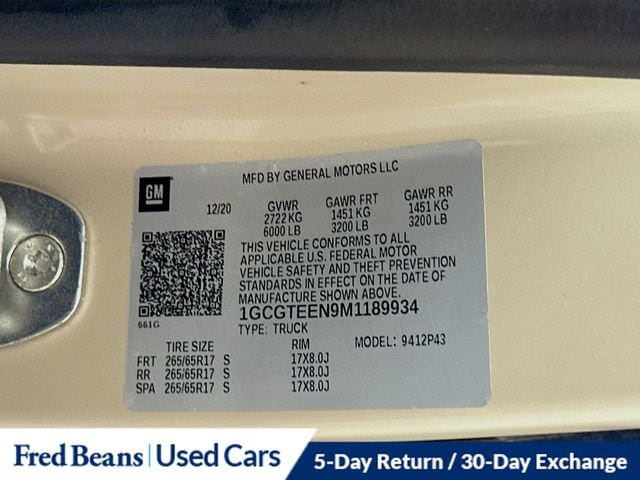 MFD BY GENERAL MOTORS LLC
GM
12/20
GVWR
2722 KG
6000 LB
GAWR FRT
1451 KG
3200 LB
GAWR RR
1451 KG
3200 LB
THIS VEHICLE CONFORMS TO ALL
APPLICABLE U.S. FEDERAL MOTOR
VEHICLE SAFETY AND THEFT PREVENTION
STANDARDS IN EFFECT ON THE DATE OF
MANUFACTURE SHOWN ABOVE.
661G
1GCGTEEN9M1189934
TYPE: TRUCK
MODEL: 9412P43
TIRE SIZE RIM
FRT 265/65R17 S 17X8.0J
RR 265/65R17 S 17X8.0J
SPA 265/65R17 S 17X8.0J
Fred Beans | Used Cars
5-Day Return / 30-Day Exchange